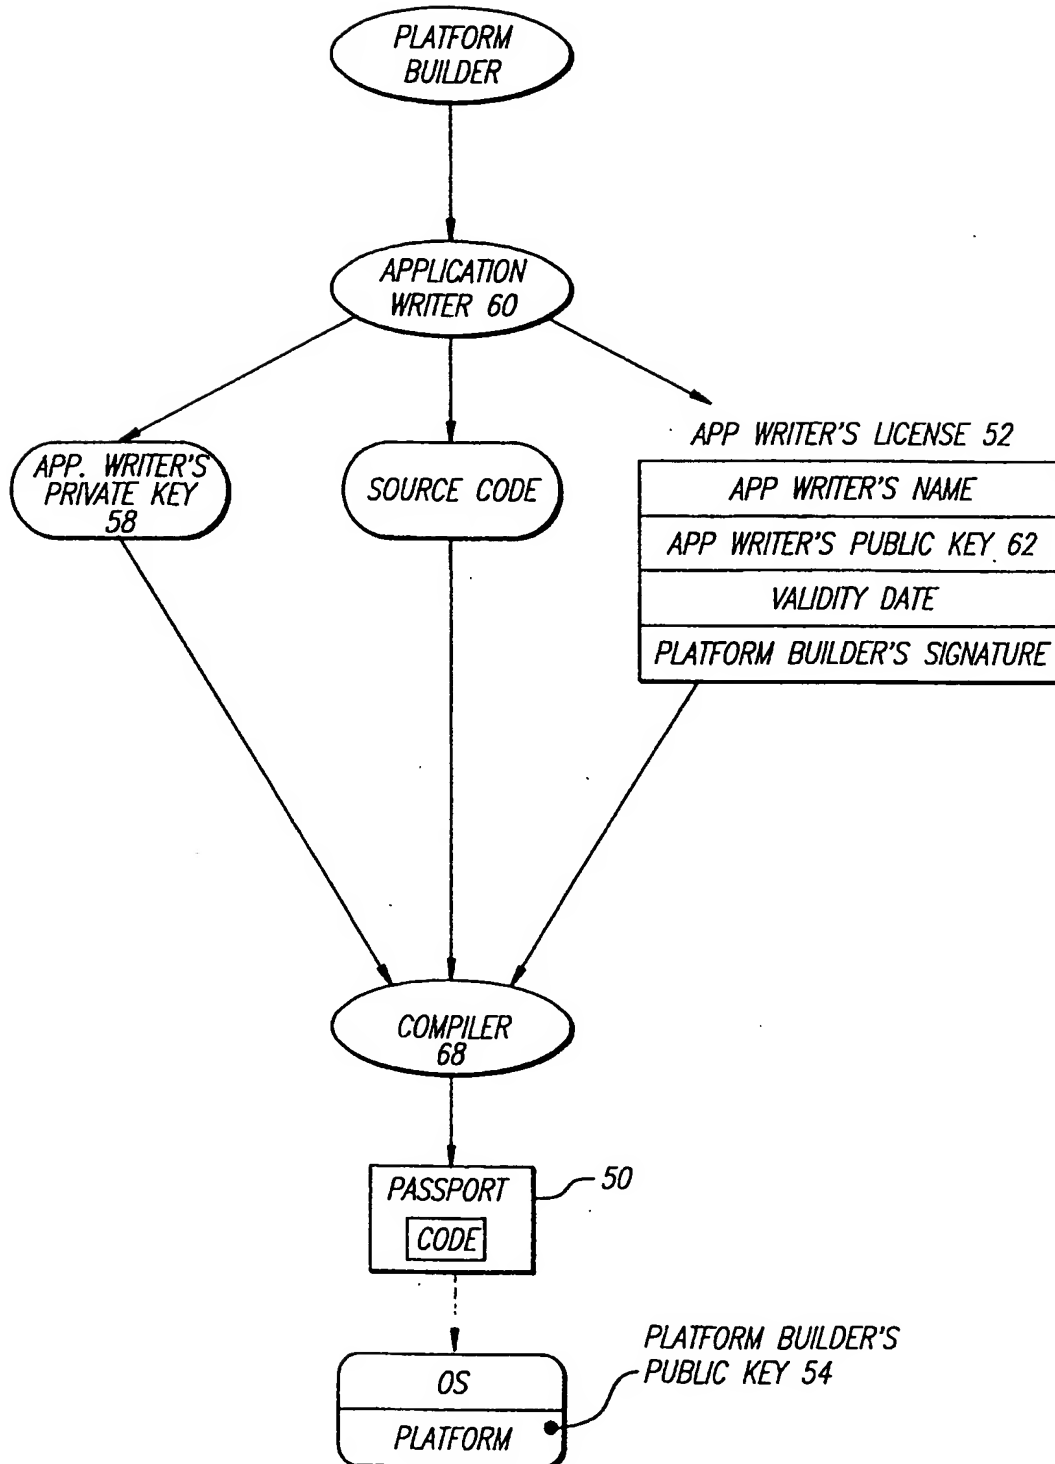 PLATFORM
BUILDER
APPLICATION
WRITER 60
APP. WRITER'S
PRIVATE KEY
58
SOURCE CODE
APP WRITER'S LICENSE 52
APP WRITER'S NAME
APP WRITER'S PUBLIC KEY 62
VALIDITY DATE
PLATFORM BUILDER'S SIGNATURE
COMPILER
68
PASSPORT
50
CODE
PLATFORM BUILDER'S
PUBLIC KEY 54
OS
PLATFORM